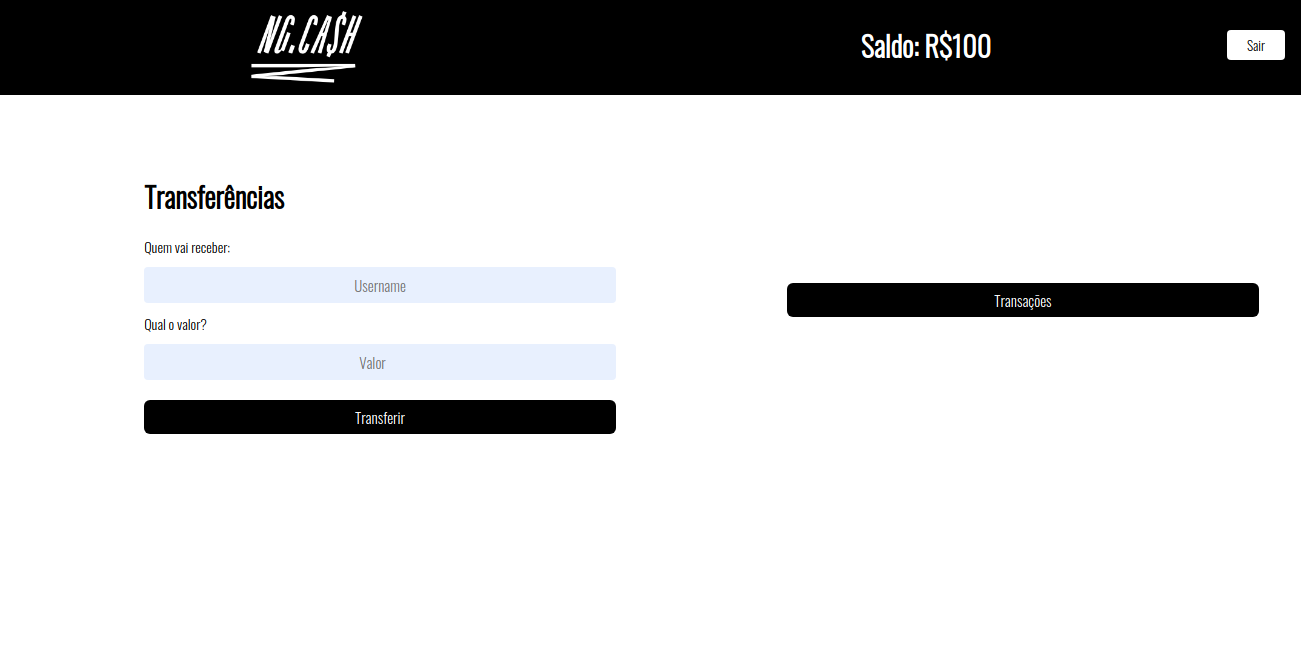 NG.CA$H
Saldo: R$100
Sair
Transferências
Quem vai receber:
Username
Qual o valor?
Valor
Transferir
Transações